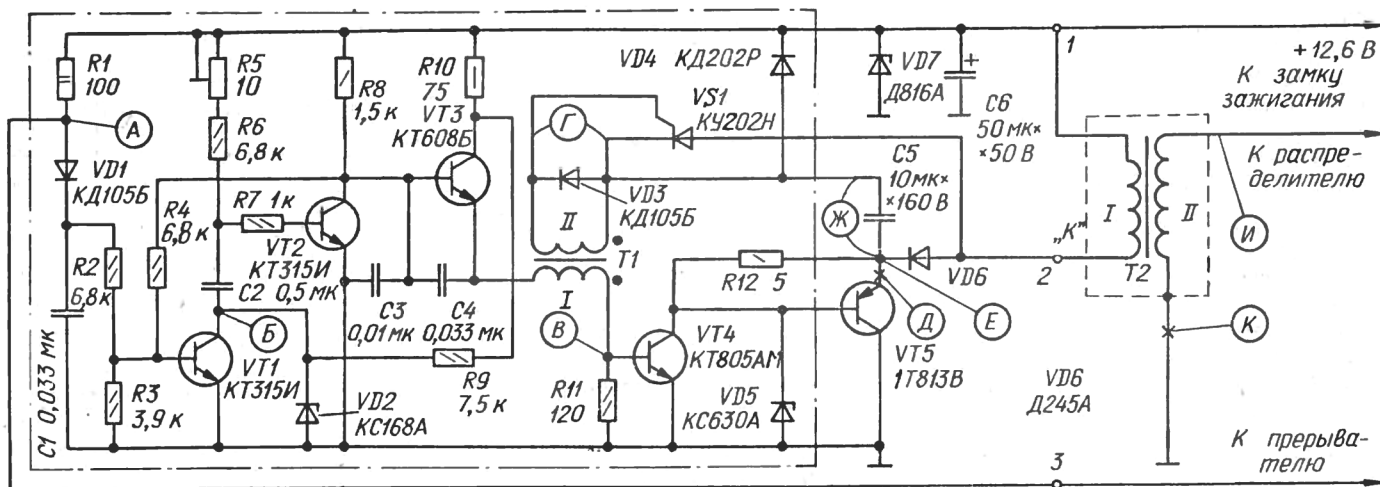 R1
100
А
VD1
КД105Б
R2
6,8к
С1 0,033 мк
R3
3,9 к
R4
6,8 к
R5
10
R6
6,8 к
R7 1к
VT2
КТ315И
С2 0,5 мк
Б
VT1
КТ315И
VD2
КС168А
R8
1,5 к
R10
75
VT3
КТ608Б
С3
0,01 мк
С4
0,033 мк
R9
7,5 к
Г
VD3
КД105Б
II
Т1
I
В
R11
120
VD4 КД202Р
VS1
КУ202Н
R12 5
VT4
КТ805АМ
VD5
КС630А
VD7
Д816А
+
С6
50 мк×
×50 В
С5
10 мк×
×160 В
Ж
VD6
Д
Е
VT5
1Т813В
VD6
Д245А
1
+12,6 В
К замку
зажигания
К распре-
делителю
„К"
2
I
II
Т2
И
К
3
К прерыва-
телю